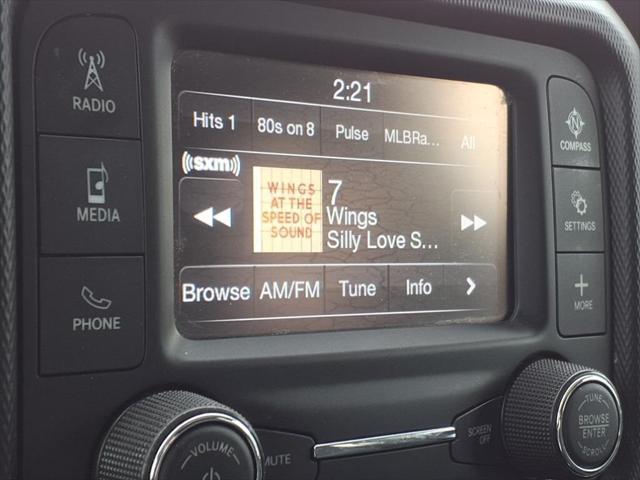 2:21
Hits 1 80s on 8 Pulse MLBRa... All
((sxm))
WINGS
AT THE
SPEED OF
SOUND
7
Wings
Silly Love S...
Browse AM/FM Tune Info >
RADIO
MEDIA
PHONE
N
COMPASS
SETTINGS
+
MORE
VOLUME
MUTE
SCREEN
OFF
TUNE
BROWSE
ENTER
SCROLL